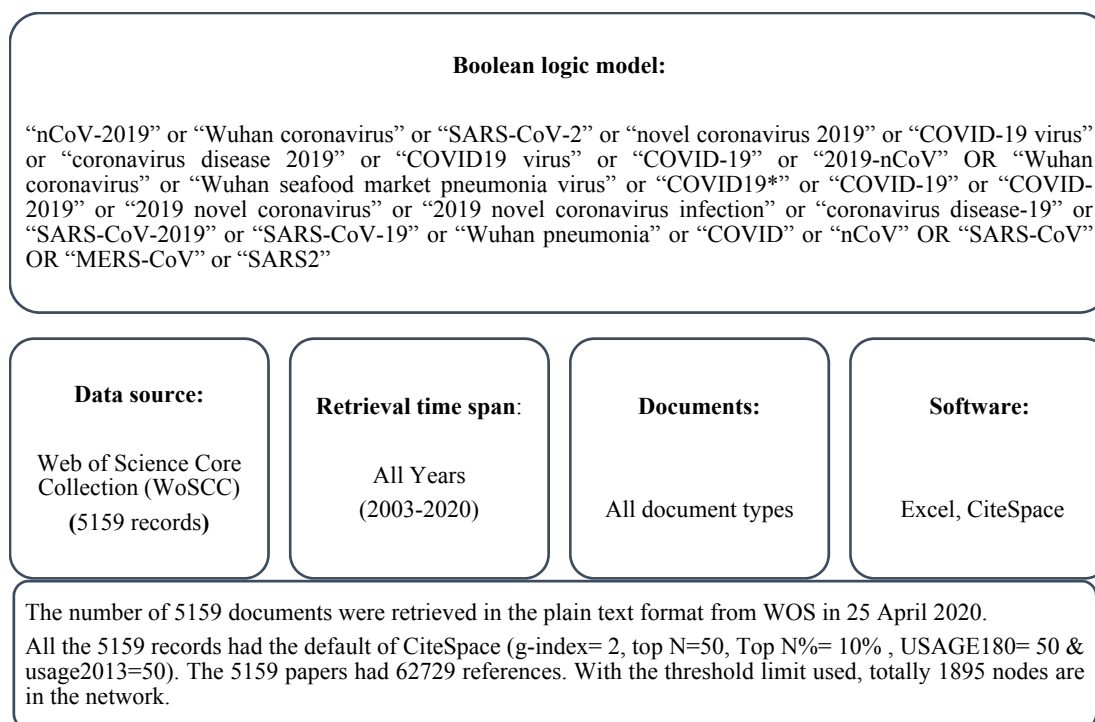 Boolean logic model:
“nCoV-2019” or “Wuhan coronavirus” or “SARS-CoV-2” or “novel coronavirus 2019” or “COVID-19 virus”
or “coronavirus disease 2019” or “COVID19 virus” or “COVID-19” or “2019-nCoV” OR “Wuhan
coronavirus” or “Wuhan seafood market pneumonia virus” or “COVID19*” or “COVID-19” or “COVID-
2019” or “2019 novel coronavirus” or “2019 novel coronavirus infection” or “coronavirus disease-19” or
“SARS-CoV-2019” or “SARS-CoV-19” or “Wuhan pneumonia” or “COVID” or “nCoV” OR “SARS-CoV”
OR “MERS-CoV” or “SARS2”
Data source:
Web of Science Core
Collection (WoSCC)
(5159 records)
Retrieval time span:
All Years
(2003-2020)
Documents:
All document types
Software:
Excel, CiteSpace
The number of 5159 documents were retrieved in the plain text format from WOS in 25 April 2020.
All the 5159 records had the default of CiteSpace (g-index= 2, top N=50, Top N%= 10% , USAGE180= 50 &
usage2013=50). The 5159 papers had 62729 references. With the threshold limit used, totally 1895 nodes are
in the network.